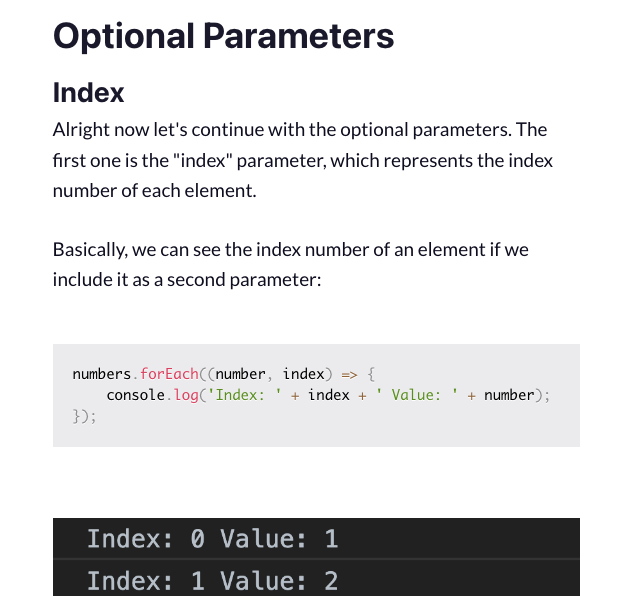 Optional Parameters
Index
Alright now let's continue with the optional parameters. The
first one is the "index" parameter, which represents the index
number of each element.
Basically, we can see the index number of an element if we
include it as a second parameter:
numbers.forEach((number, index) => {
    console.log('Index: ' + index + ' Value: ' + number);
});
Index: 0 Value: 1
Index: 1 Value: 2